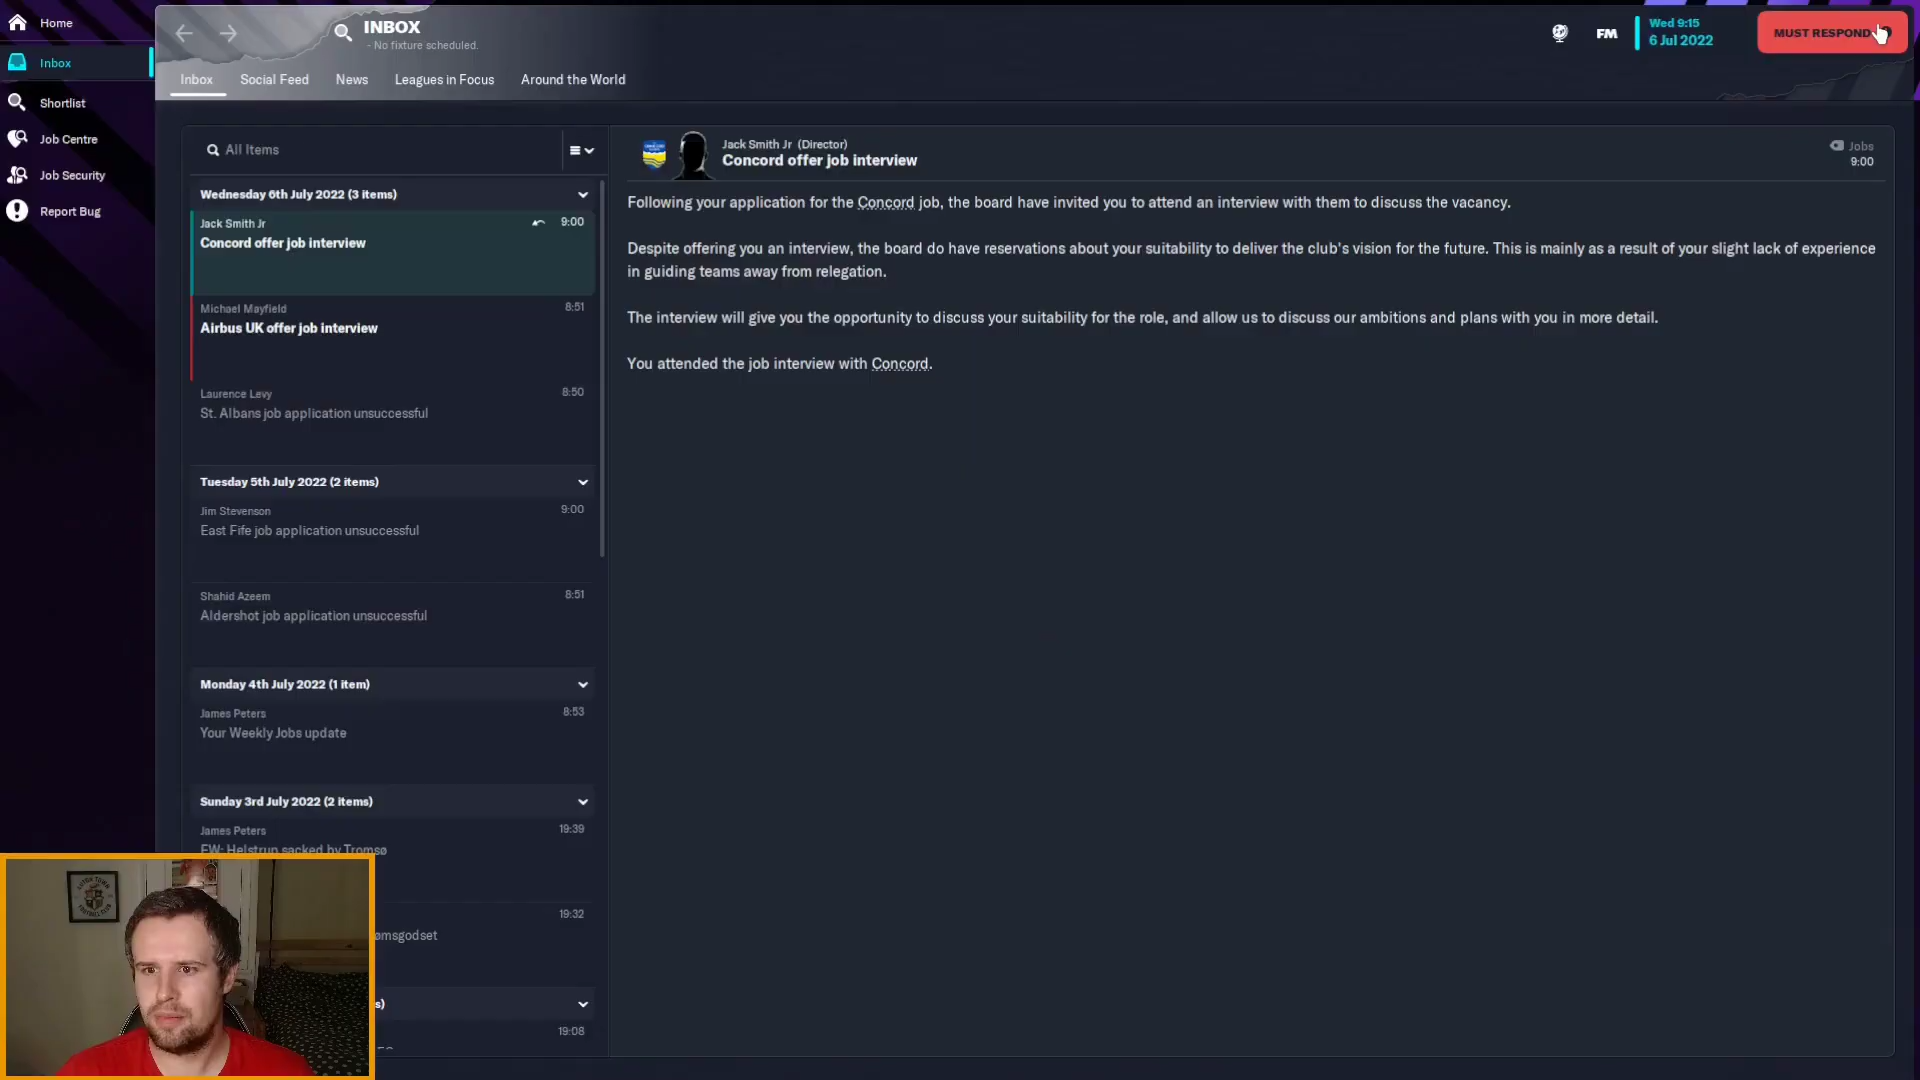 Home
Inbox
Shortlist
Job Centre
Job Security
Report Bug
INBOX
- No fixture scheduled.
FM
Wed 9:15
6 Jul 2022
MUST RESPOND
Inbox
Social Feed
News
Leagues in Focus
Around the World
All Items
Wednesday 6th July 2022 (3 items)
Jack Smith Jr
9:00
Concord offer job interview
Michael Mayfield
8:51
Airbus UK offer job interview
Laurence Levy
8:50
St. Albans job application unsuccessful
Tuesday 5th July 2022 (2 items)
Jim Stevenson
9:00
East Fife job application unsuccessful
Shahid Azeem
8:51
Aldershot job application unsuccessful
Monday 4th July 2022 (1 item)
James Peters
8:53
Your Weekly Jobs update
Sunday 3rd July 2022 (2 items)
James Peters
19:39
FW: Helstrup sacked by Tromsø
19:32
ømsgodset
s)
19:08
Jack Smith Jr (Director)
Concord offer job interview
Jobs
9:00
Following your application for the Concord job, the board have invited you to attend an interview with them to discuss the vacancy.
Despite offering you an interview, the board do have reservations about your suitability to deliver the club's vision for the future. This is mainly as a result of your slight lack of experience
in guiding teams away from relegation.
The interview will give you the opportunity to discuss your suitability for the role, and allow us to discuss our ambitions and plans with you in more detail.
You attended the job interview with Concord.